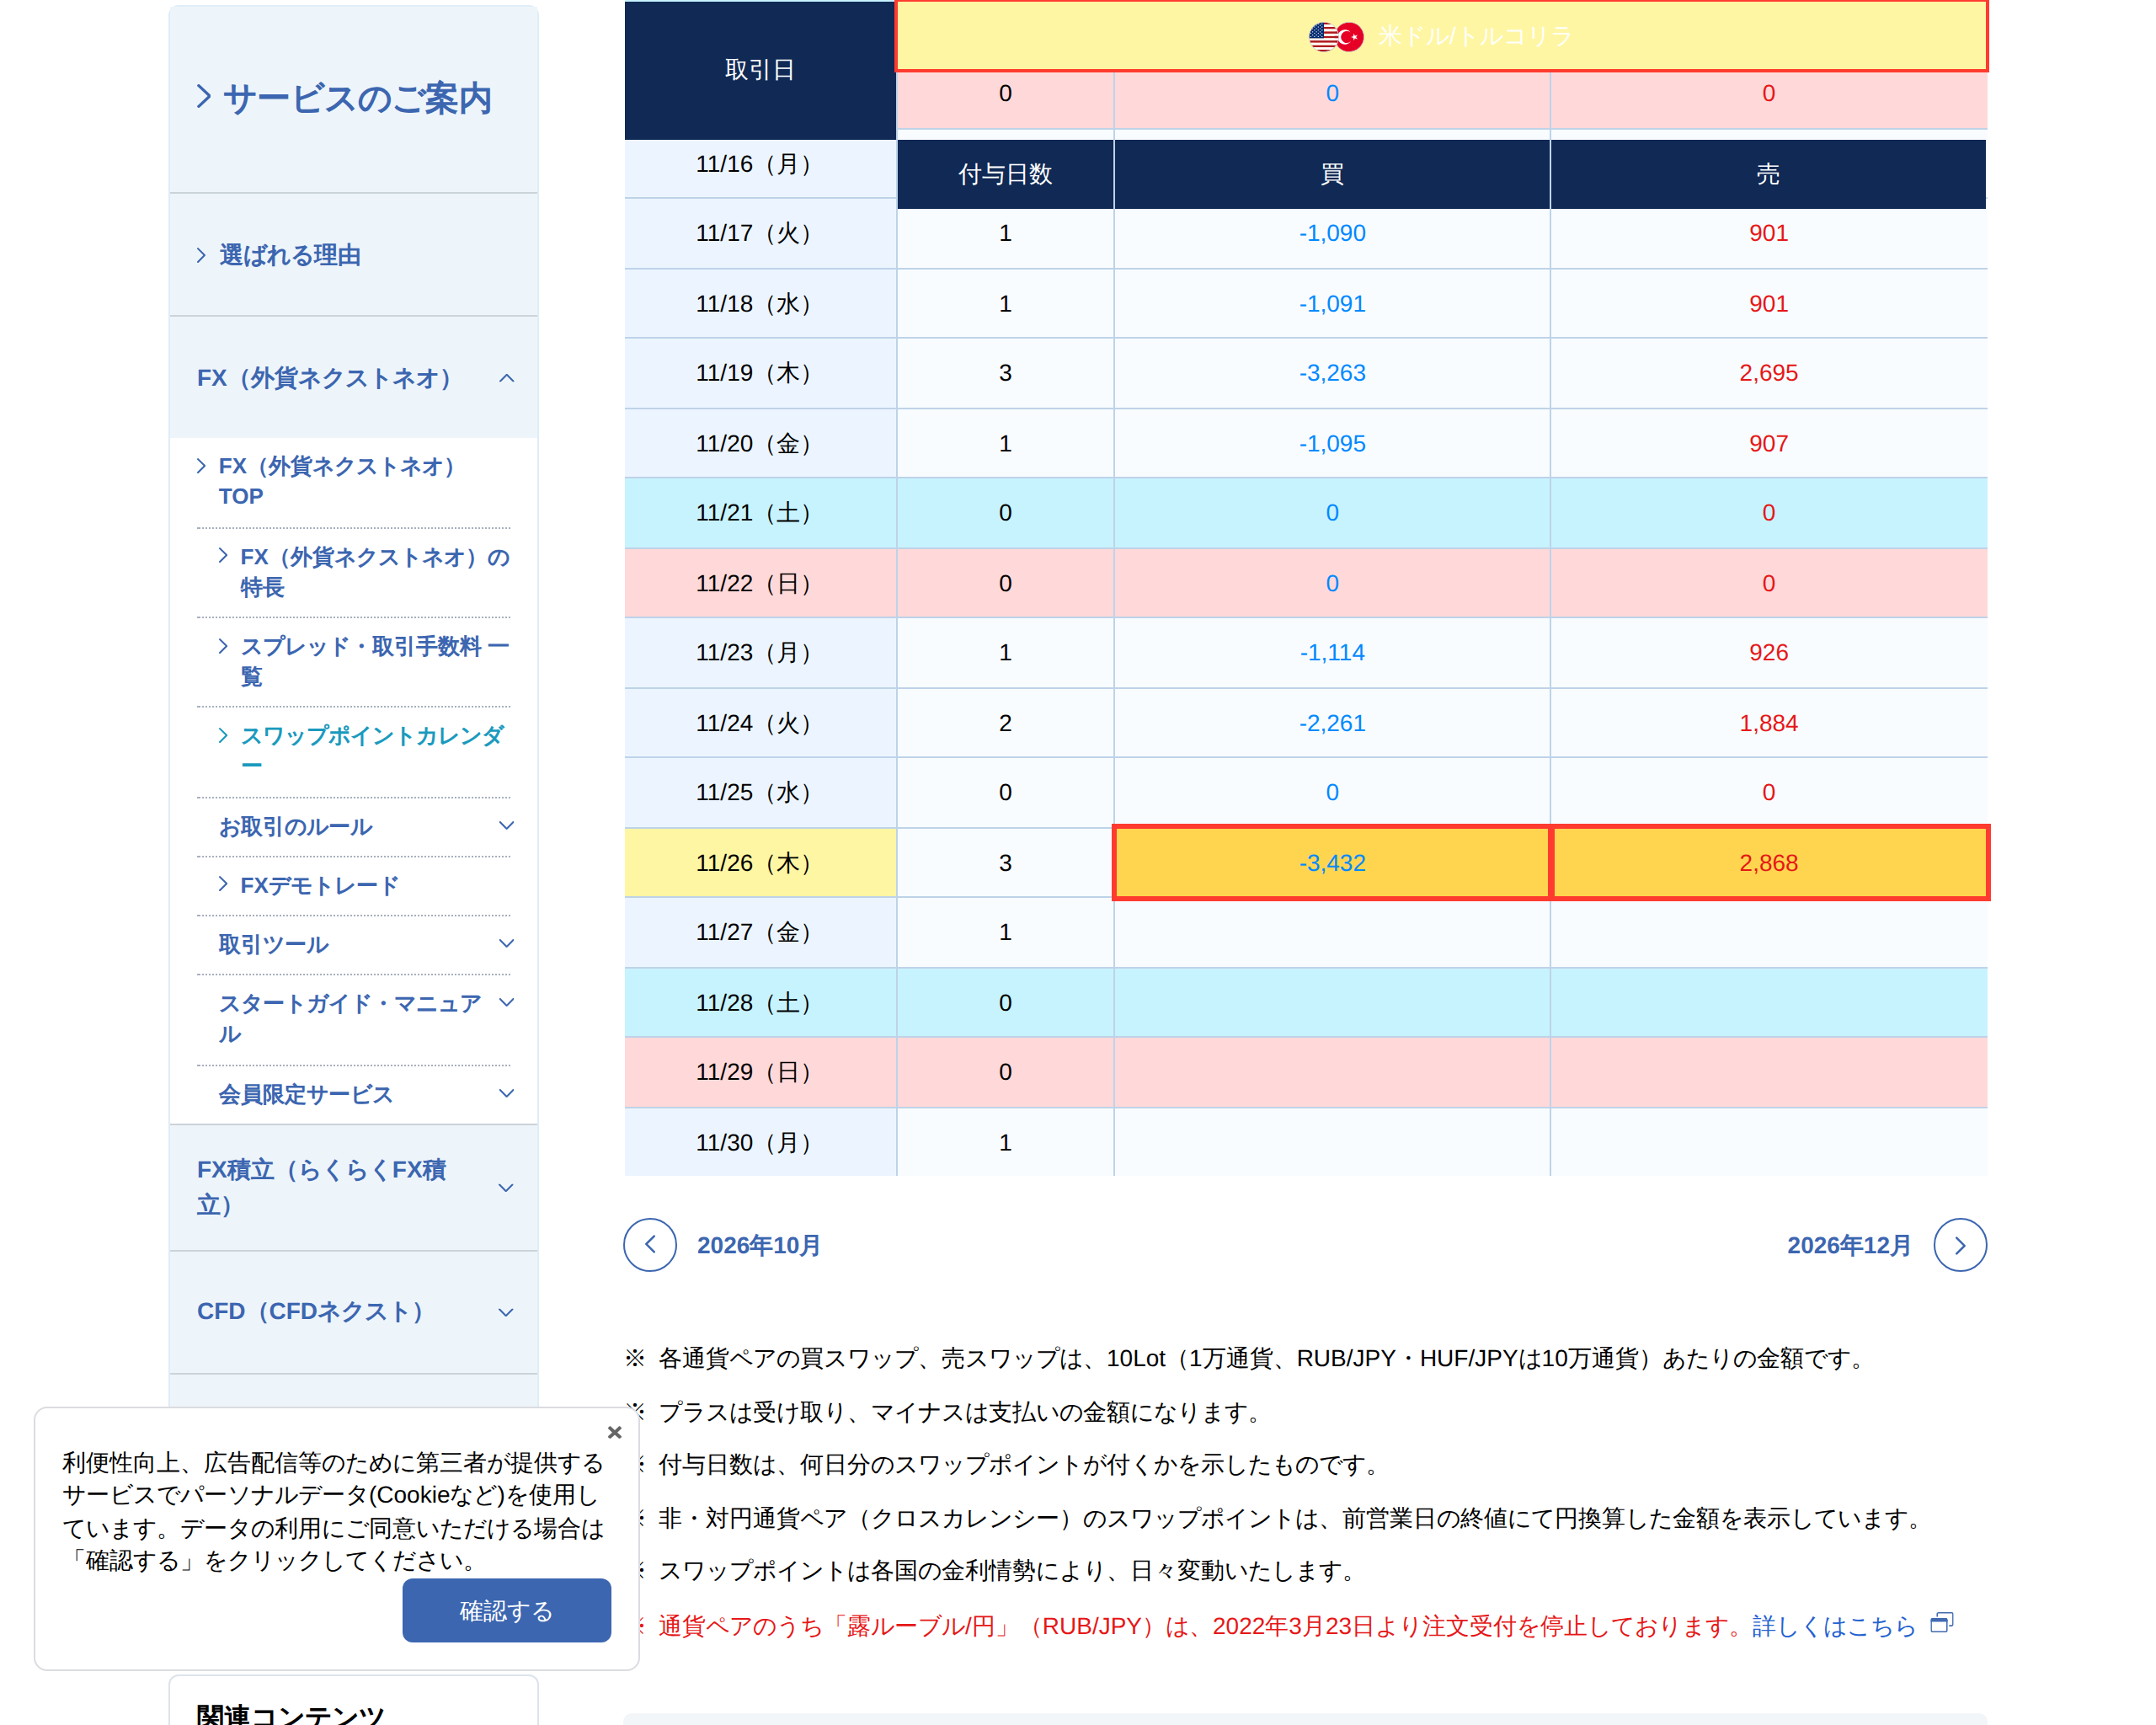 サービスのご案内
選ばれる理由
FX（外貨ネクストネオ）
FX（外貨ネクストネオ）
TOP
FX（外貨ネクストネオ）の
特長
スプレッド・取引手数料 一
覧
スワップポイントカレンダ
ー
お取引のルール
FXデモトレード
取引ツール
スタートガイド・マニュア
ル
会員限定サービス
FX積立（らくらくFX積
立）
CFD（CFDネクスト）
取引日 米ドル/トルコリラ
0 0 0
付与日数 買 売
11/16（月）
11/17（火） 1 -1,090 901
11/18（水） 1 -1,091 901
11/19（木） 3 -3,263 2,695
11/20（金） 1 -1,095 907
11/21（土） 0 0 0
11/22（日） 0 0 0
11/23（月） 1 -1,114 926
11/24（火） 2 -2,261 1,884
11/25（水） 0 0 0
11/26（木） 3 -3,432 2,868
11/27（金） 1
11/28（土） 0
11/29（日） 0
11/30（月） 1
2026年10月 2026年12月
※ 各通貨ペアの買スワップ、売スワップは、10Lot（1万通貨、RUB/JPY・HUF/JPYは10万通貨）あたりの金額です。
※ プラスは受け取り、マイナスは支払いの金額になります。
※ 付与日数は、何日分のスワップポイントが付くかを示したものです。
※ 非・対円通貨ペア（クロスカレンシー）のスワップポイントは、前営業日の終値にて円換算した金額を表示しています。
※ スワップポイントは各国の金利情勢により、日々変動いたします。
※ 通貨ペアのうち「露ルーブル/円」（RUB/JPY）は、2022年3月23日より注文受付を停止しております。詳しくはこちら
利便性向上、広告配信等のために第三者が提供する
サービスでパーソナルデータ(Cookieなど)を使用し
ています。データの利用にご同意いただける場合は
「確認する」をクリックしてください。
確認する
関連コンテンツ